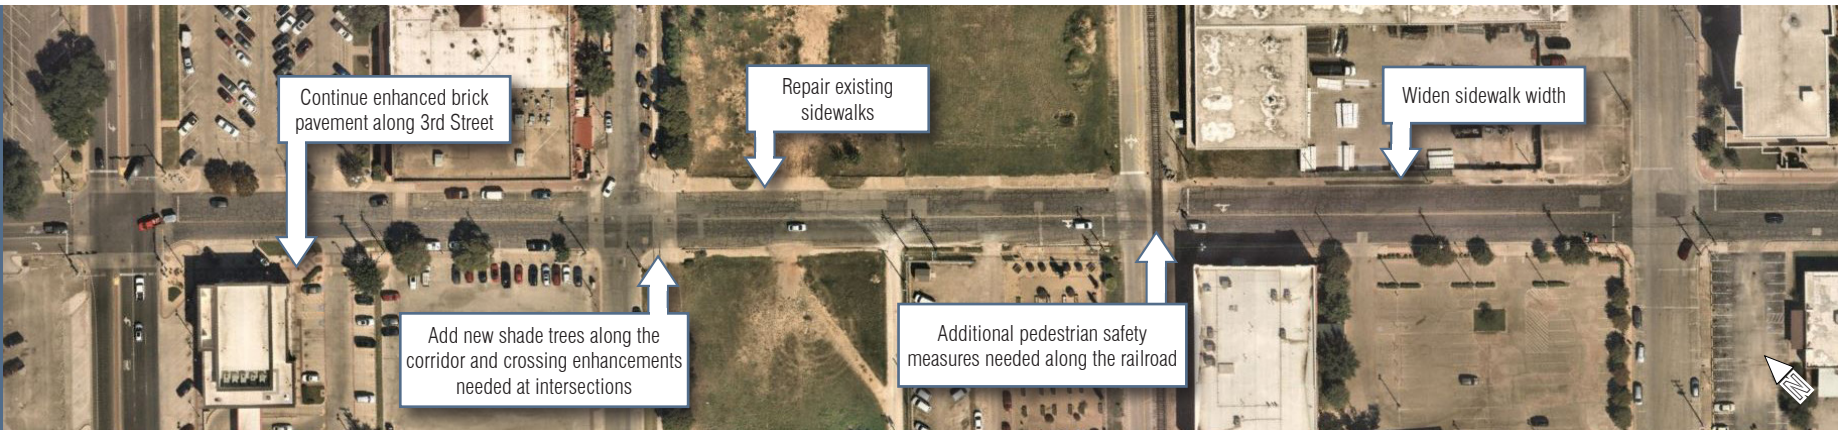 Continue enhanced brick
pavement along 3rd Street
Repair existing
sidewalks
Widen sidewalk width
Add new shade trees along the
corridor and crossing enhancements
needed at intersections
Additional pedestrian safety
measures needed along the railroad
N